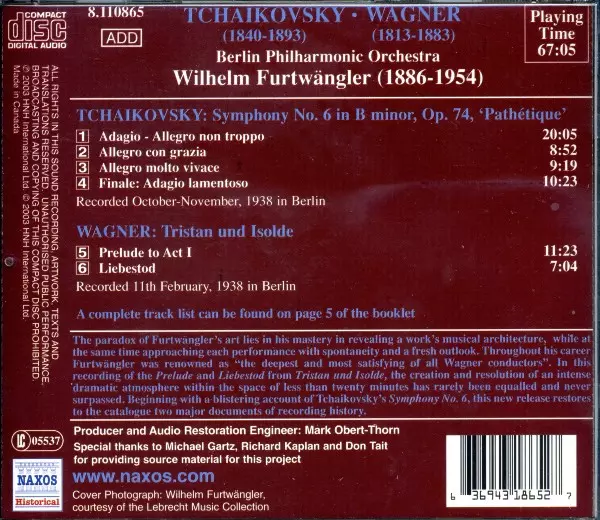 COMPACT
disc
DIGITAL AUDIO
8.110865
ADD
TCHAIKOVSKY · WAGNER
(1840-1893) (1813-1883)
Berlin Philharmonic Orchestra
Wilhelm Furtwängler (1886-1954)
Playing
Time
67:05
TCHAIKOVSKY: Symphony No. 6 in B minor, Op. 74, ‘Pathétique’
1 Adagio - Allegro non troppo 20:05
2 Allegro con grazia 8:52
3 Allegro molto vivace 9:19
4 Finale: Adagio lamentoso 10:23
Recorded October-November, 1938 in Berlin
WAGNER: Tristan und Isolde
5 Prelude to Act I 11:23
6 Liebestod 7:04
Recorded 11th February, 1938 in Berlin
A complete track list can be found on page 5 of the booklet
The paradox of Furtwängler's art lies in his mastery in revealing a work's musical architecture, while at
the same time approaching each performance with spontaneity and a fresh outlook. Throughout his career
Furtwängler was renowned as “the deepest and most satisfying of all Wagner conductors”. In this
recording of the Prelude and Liebestod from Tristan und Isolde, the creation and resolution of an intense
dramatic atmosphere within the space of less than twenty minutes has rarely been equalled and never
surpassed. Beginning with a blistering account of Tchaikovsky's Symphony No. 6, this new release restores
to the catalogue two major documents of recording history.
Producer and Audio Restoration Engineer: Mark Obert-Thorn
Special thanks to Michael Gartz, Richard Kaplan and Don Tait
for providing source material for this project
www.naxos.com
Cover Photograph: Wilhelm Furtwängler,
courtesy of the Lebrecht Music Collection
ALL RIGHTS IN THIS SOUND RECORDING, ARTWORK, TEXTS AND
TRANSLATIONS RESERVED. UNAUTHORISED PUBLIC PERFORMANCE,
BROADCASTING AND COPYING OF THIS COMPACT DISC PROHIBITED.
℗ 2003 HNH International Ltd. © 2003 HNH International Ltd.
Made in Canada
LC 05537
NAXOS
Historical
6 36943 18652 7